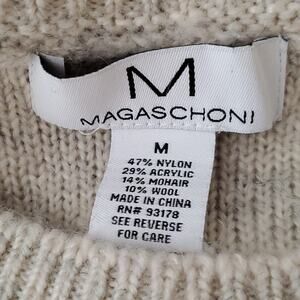 M
MAGASCHONI
M
47% NYLON
29% ACRYLIC
14% MOHAIR
10% WOOL
MADE IN CHINA
RN# 93178
SEE REVERSE
FOR CARE